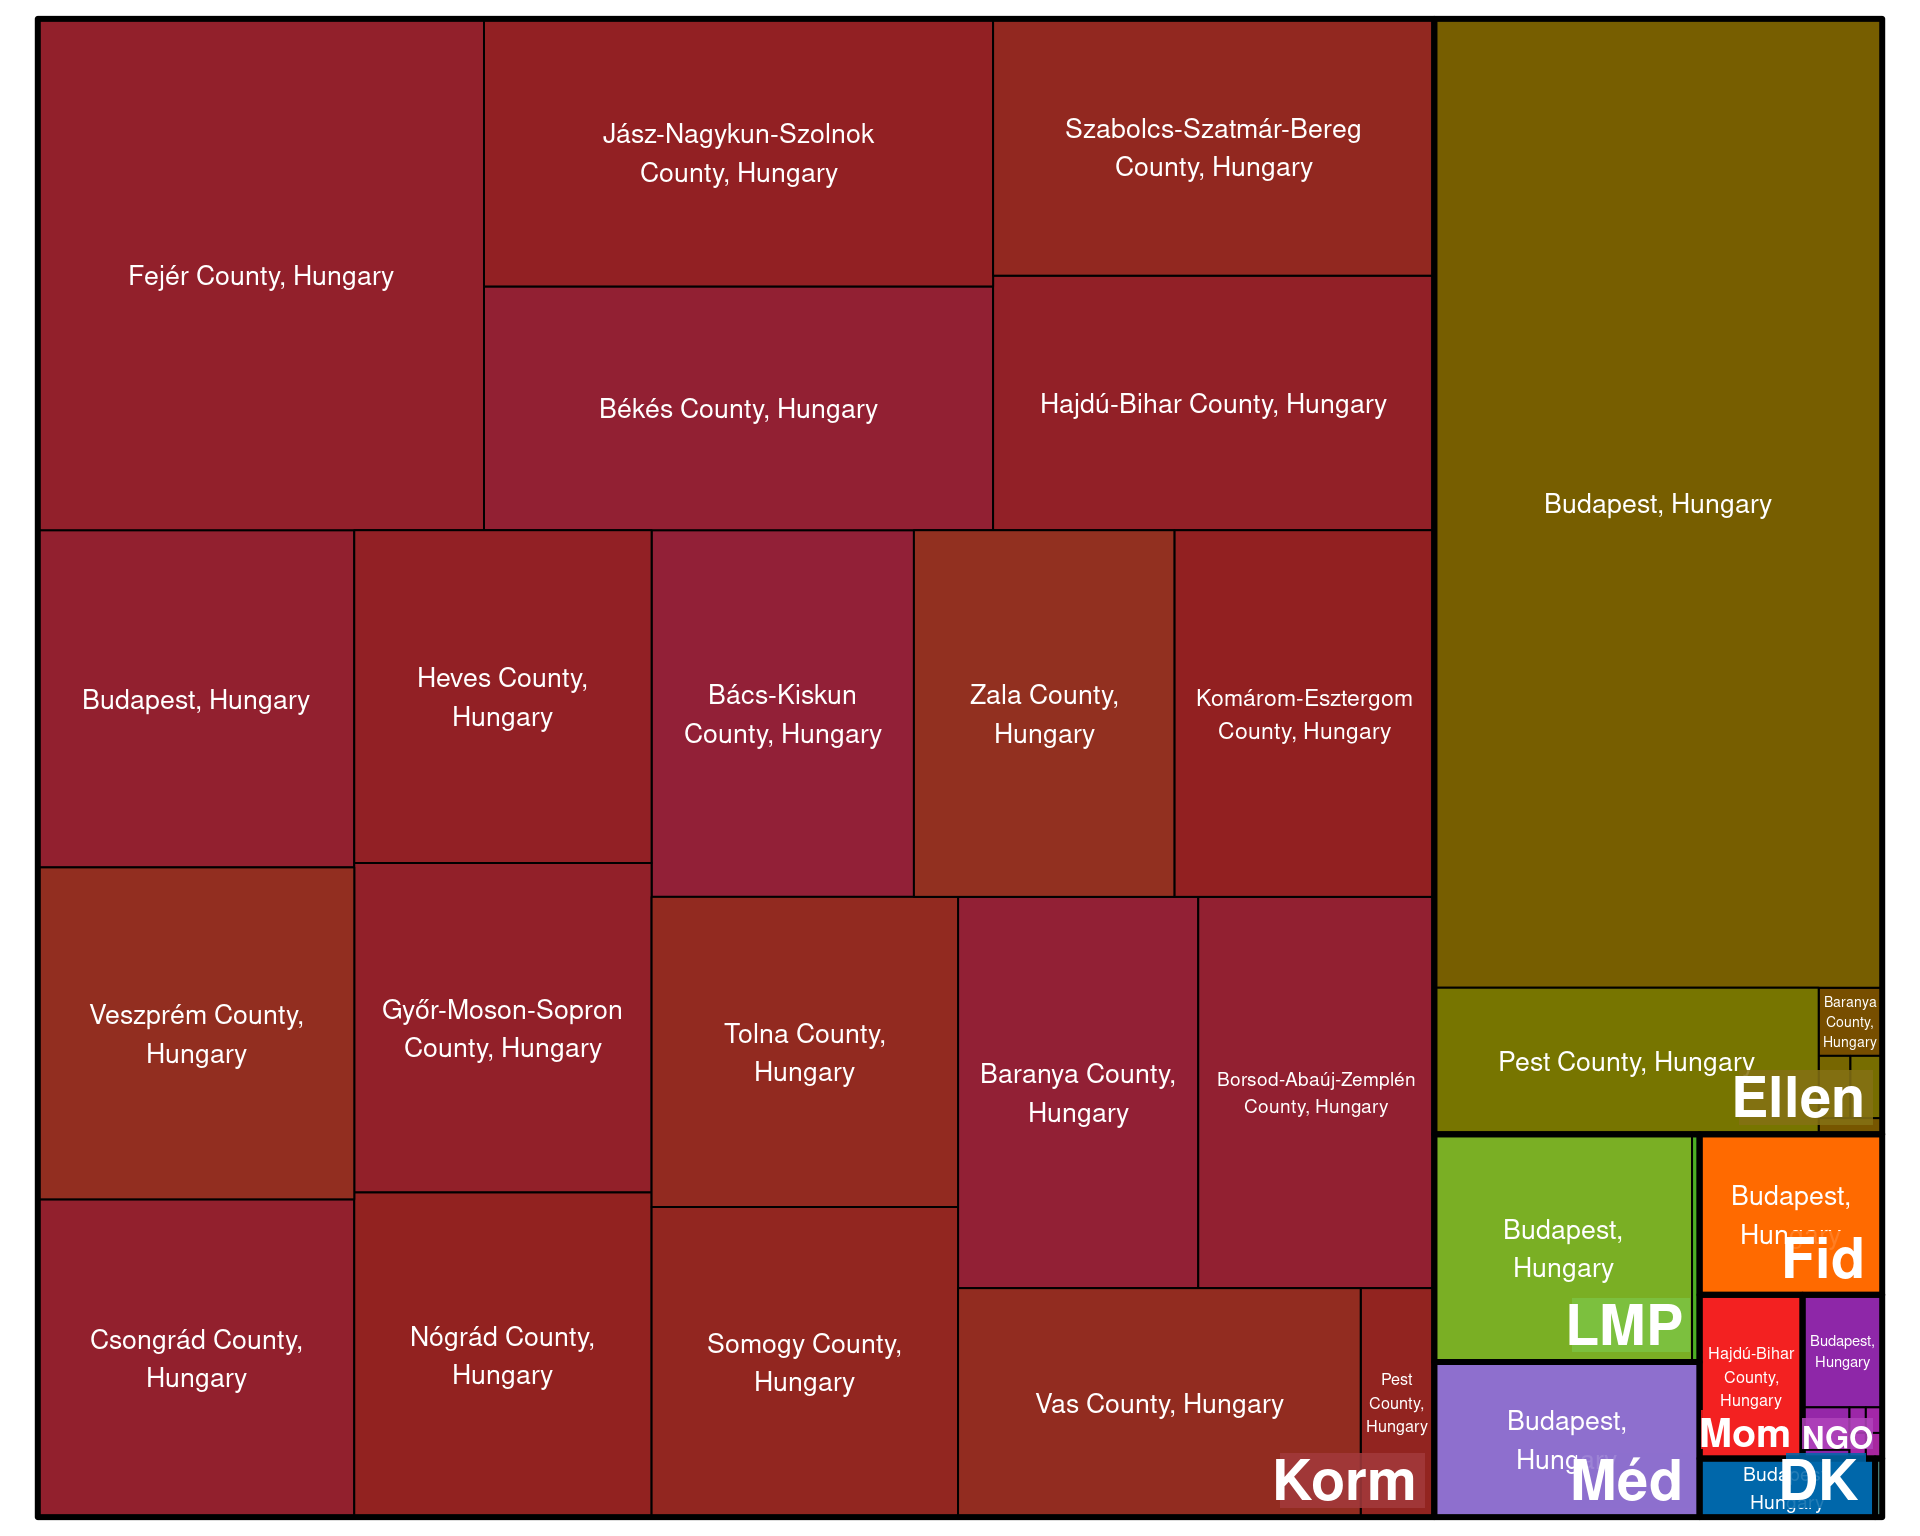 Fejér County, Hungary
Jász-Nagykun-Szolnok
County, Hungary
Szabolcs-Szatmár-Bereg
County, Hungary
Békés County, Hungary
Hajdú-Bihar County, Hungary
Budapest, Hungary
Heves County,
Hungary
Bács-Kiskun
County, Hungary
Zala County,
Hungary
Komárom-Esztergom
County, Hungary
Veszprém County,
Hungary
Győr-Moson-Sopron
County, Hungary
Tolna County,
Hungary
Baranya County,
Hungary
Borsod-Abaúj-Zemplén
County, Hungary
Csongrád County,
Hungary
Nógrád County,
Hungary
Somogy County,
Hungary
Vas County, Hungary
Pest
County,
Hungary
Korm
Budapest, Hungary
Pest County, Hungary
Baranya
County,
Hungary
Ellen
Budapest,
Hungary
LMP
Budapest,
Hungary
Fid
Budapest,
Hungary
Méd
Hajdú-Bihar
County,
Hungary
Mom
Budapest,
Hungary
NGO
Budapest,
Hungary
DK